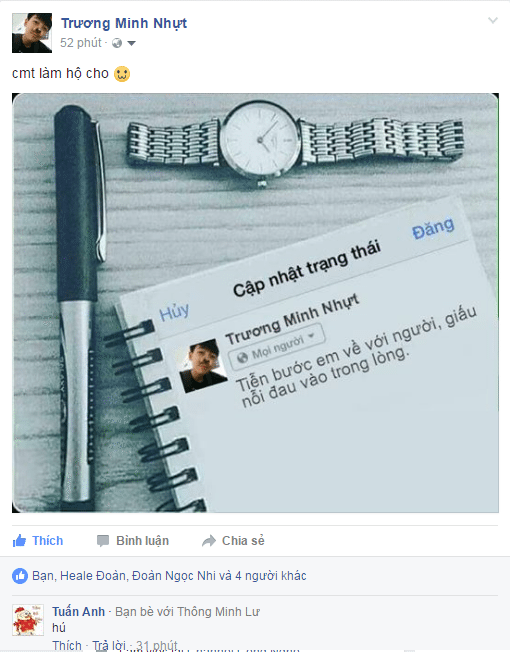 Trương Minh Nhựt
52 phút ·
cmt làm hộ cho
Hủy
Cập nhật trạng thái
Đăng
Trương Minh Nhựt
Mọi người
Tiễn bước em về với người, giấu
nỗi đau vào trong lòng.
Thích Bình luận Chia sẻ
Bạn, Heale Đoản, Đoản Ngọc Nhi và 4 người khác
Tuấn Anh · Bạn bè với Thông Minh Lư
hú
Thích · Trả lời · 31 phút